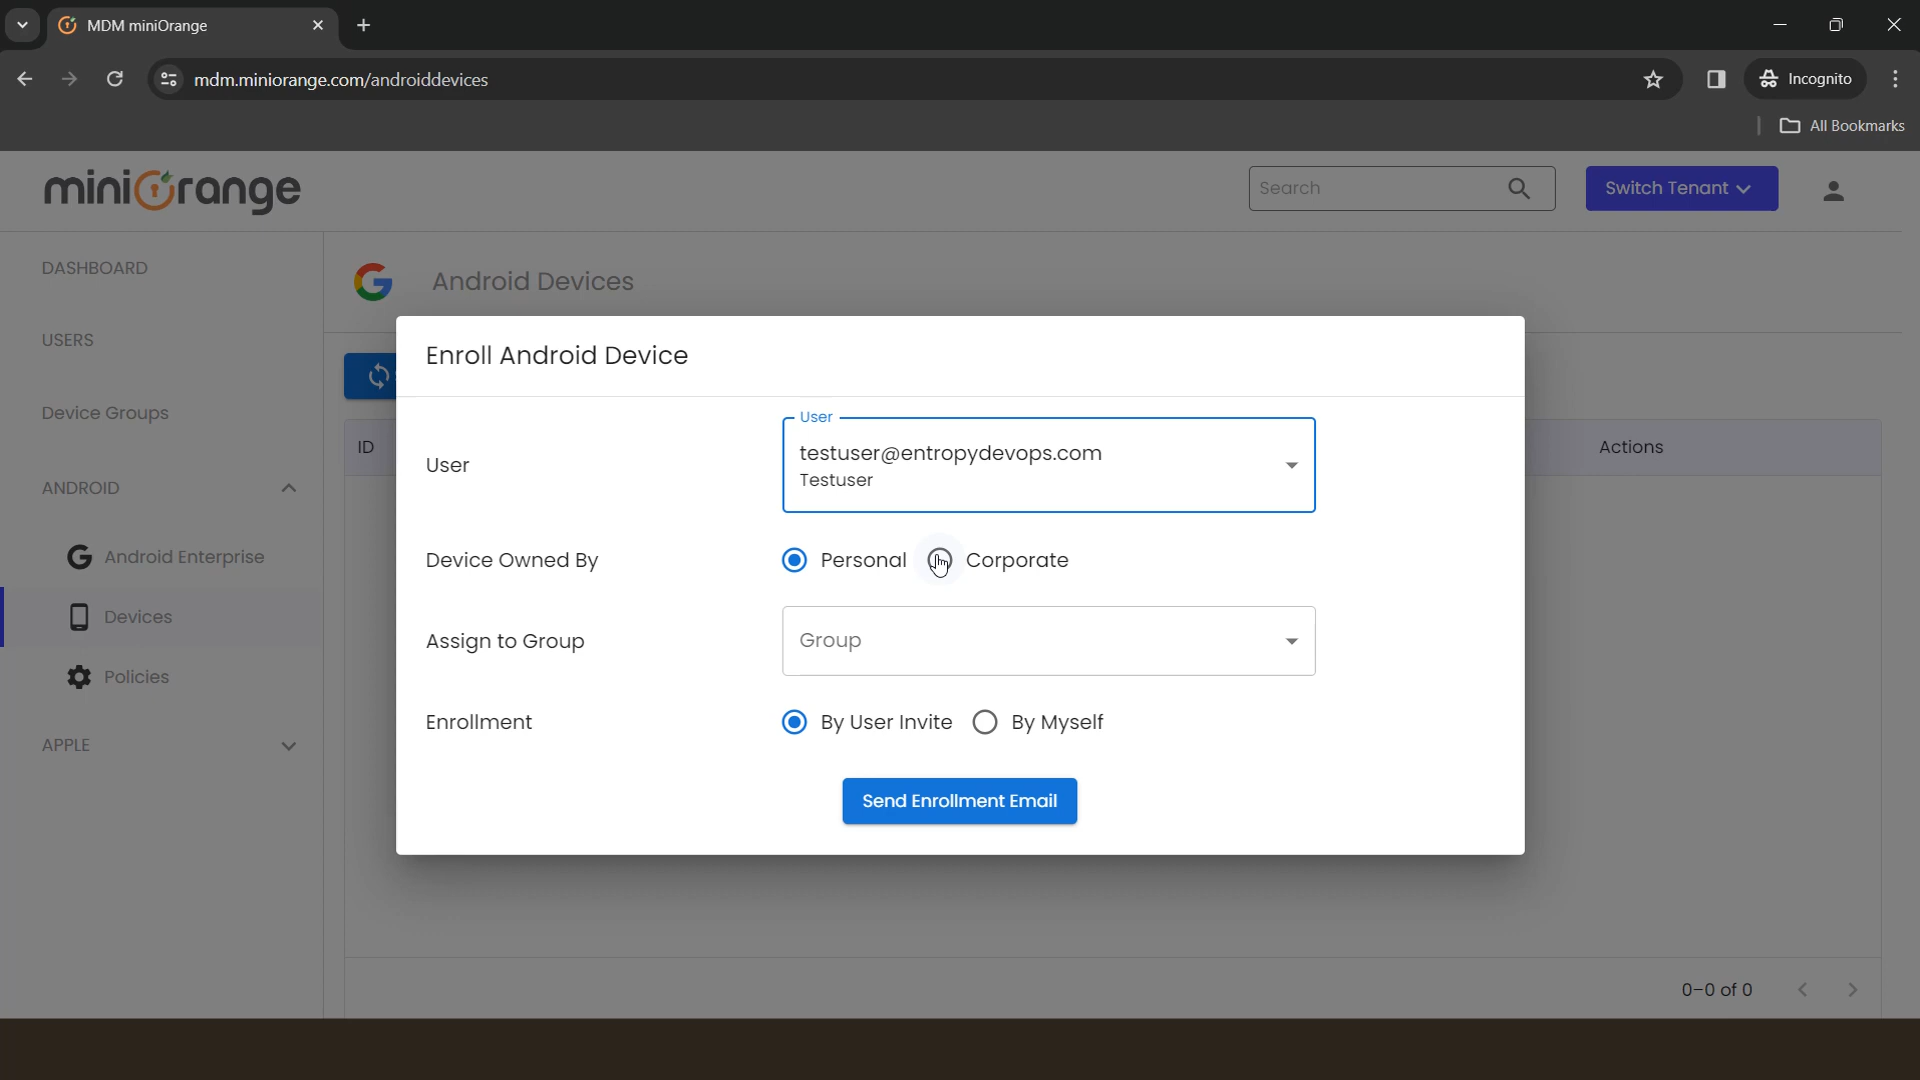 MDM miniOrange
mdm.miniorange.com/androiddevices
Incognito
All Bookmarks
miniOrange
Search
Switch Tenant
DASHBOARD
USERS
Device Groups
ANDROID
Android Enterprise
Devices
Policies
APPLE
Android Devices
ID
Actions
Enroll Android Device
User
User
testuser@entropydevops.com
Testuser
Device Owned By
Personal
Corporate
Assign to Group
Group
Enrollment
By User Invite
By Myself
Send Enrollment Email
0–0 of 0